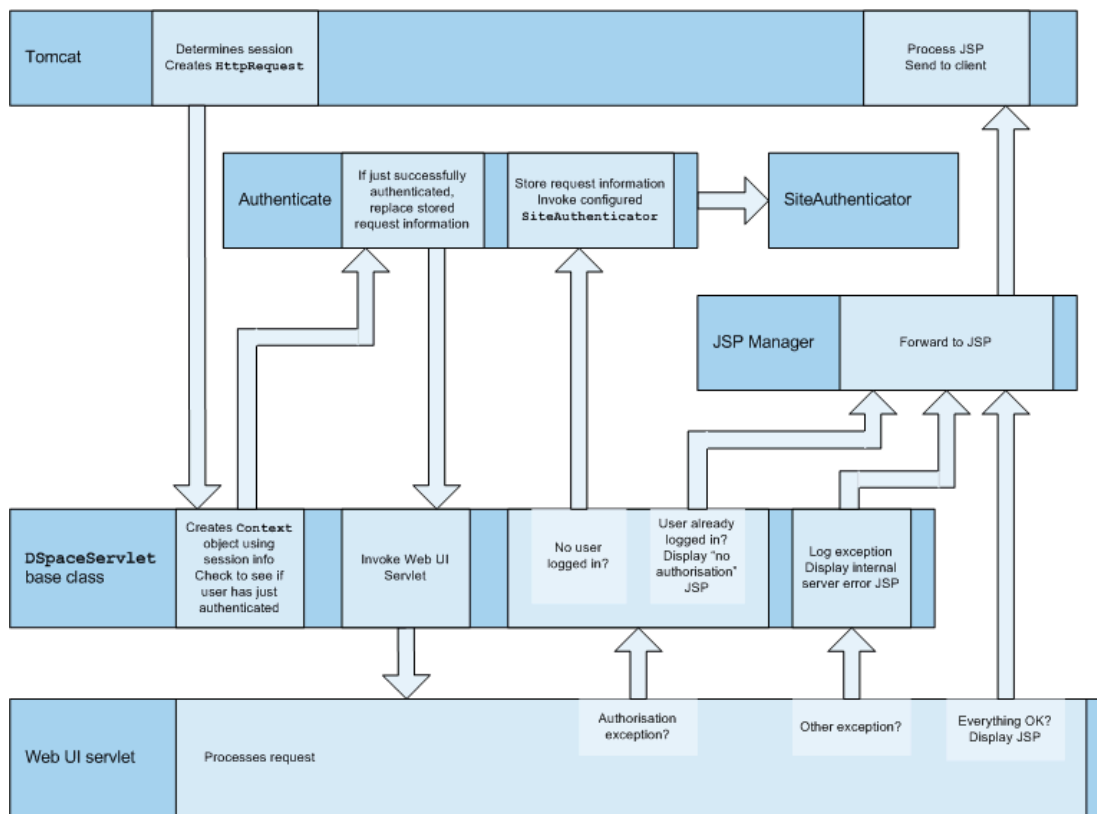 Tomcat
Determines session
Creates HttpRequest
Process JSP
Send to client
Authenticate
If just successfully
authenticated,
replace stored
request information
Store request information
Invoke configured
SiteAuthenticator
SiteAuthenticator
JSP Manager
Forward to JSP
DSpaceServlet
base class
Creates Context
object using
session info
Check to see if
user has just
authenticated
Invoke Web UI
Servlet
No user
logged in?
User already
logged in?
Display "no
authorisation"
JSP
Log exception
Display internal
server error JSP
Web UI servlet
Processes request
Authorisation
exception?
Other exception?
Everything OK?
Display JSP